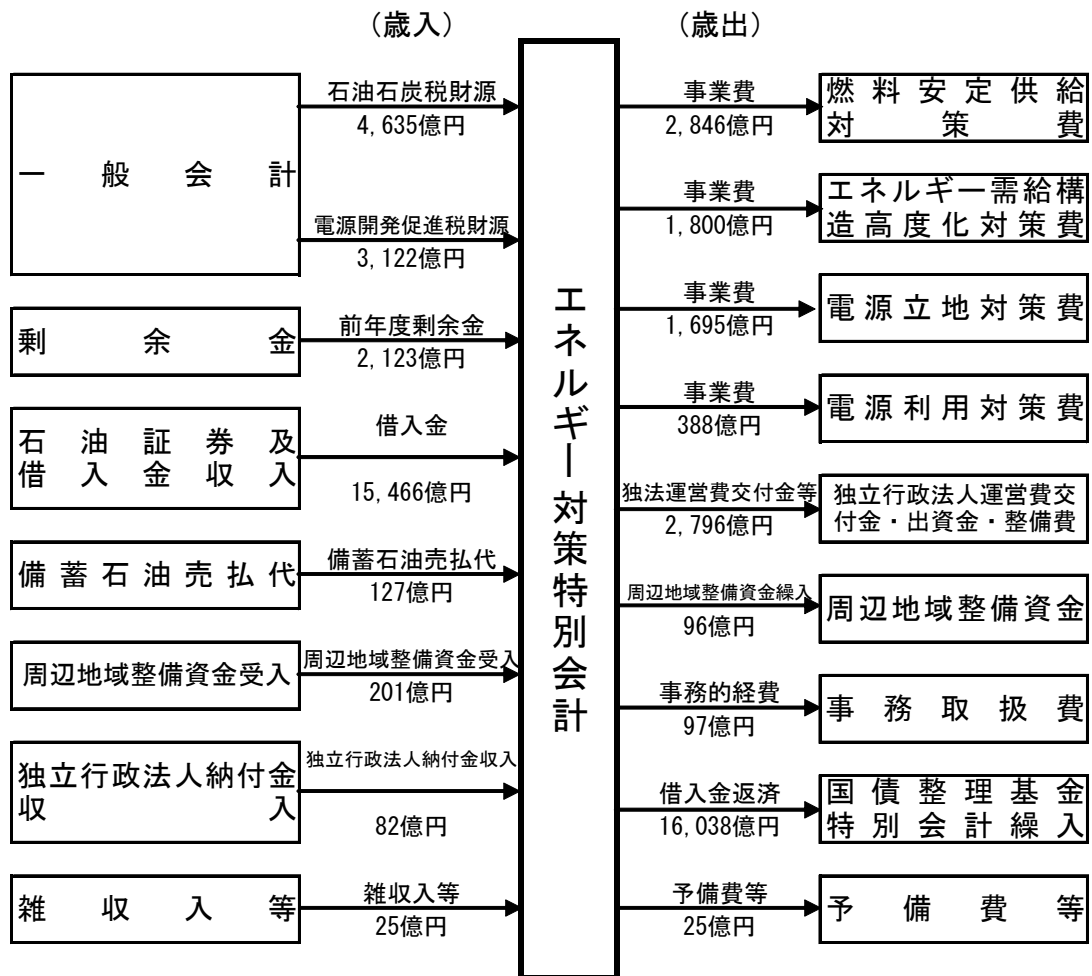 （歳入）
（歳出）
一般会計
石油石炭税財源
4,635億円
電源開発促進税財源
3,122億円
剰余金
前年度剰余金
2,123億円
石油証券及
借入金収入
借入金
15,466億円
備蓄石油売払代
備蓄石油売払代
127億円
周辺地域整備資金受入
周辺地域整備資金受入
201億円
独立行政法人納付金
収入
独立行政法人納付金収入
82億円
雑収入等
雑収入等
25億円
エネルギー対策特別会計
事業費
2,846億円
燃料安定供給
対策費
事業費
1,800億円
エネルギー需給構
造高度化対策費
事業費
1,695億円
電源立地対策費
事業費
388億円
電源利用対策費
独法運営費交付金等
2,796億円
独立行政法人運営費交
付金・出資金・整備費
周辺地域整備資金繰入
96億円
周辺地域整備資金
事務的経費
97億円
事務取扱費
借入金返済
16,038億円
国債整理基金
特別会計繰入
予備費等
25億円
予備費等